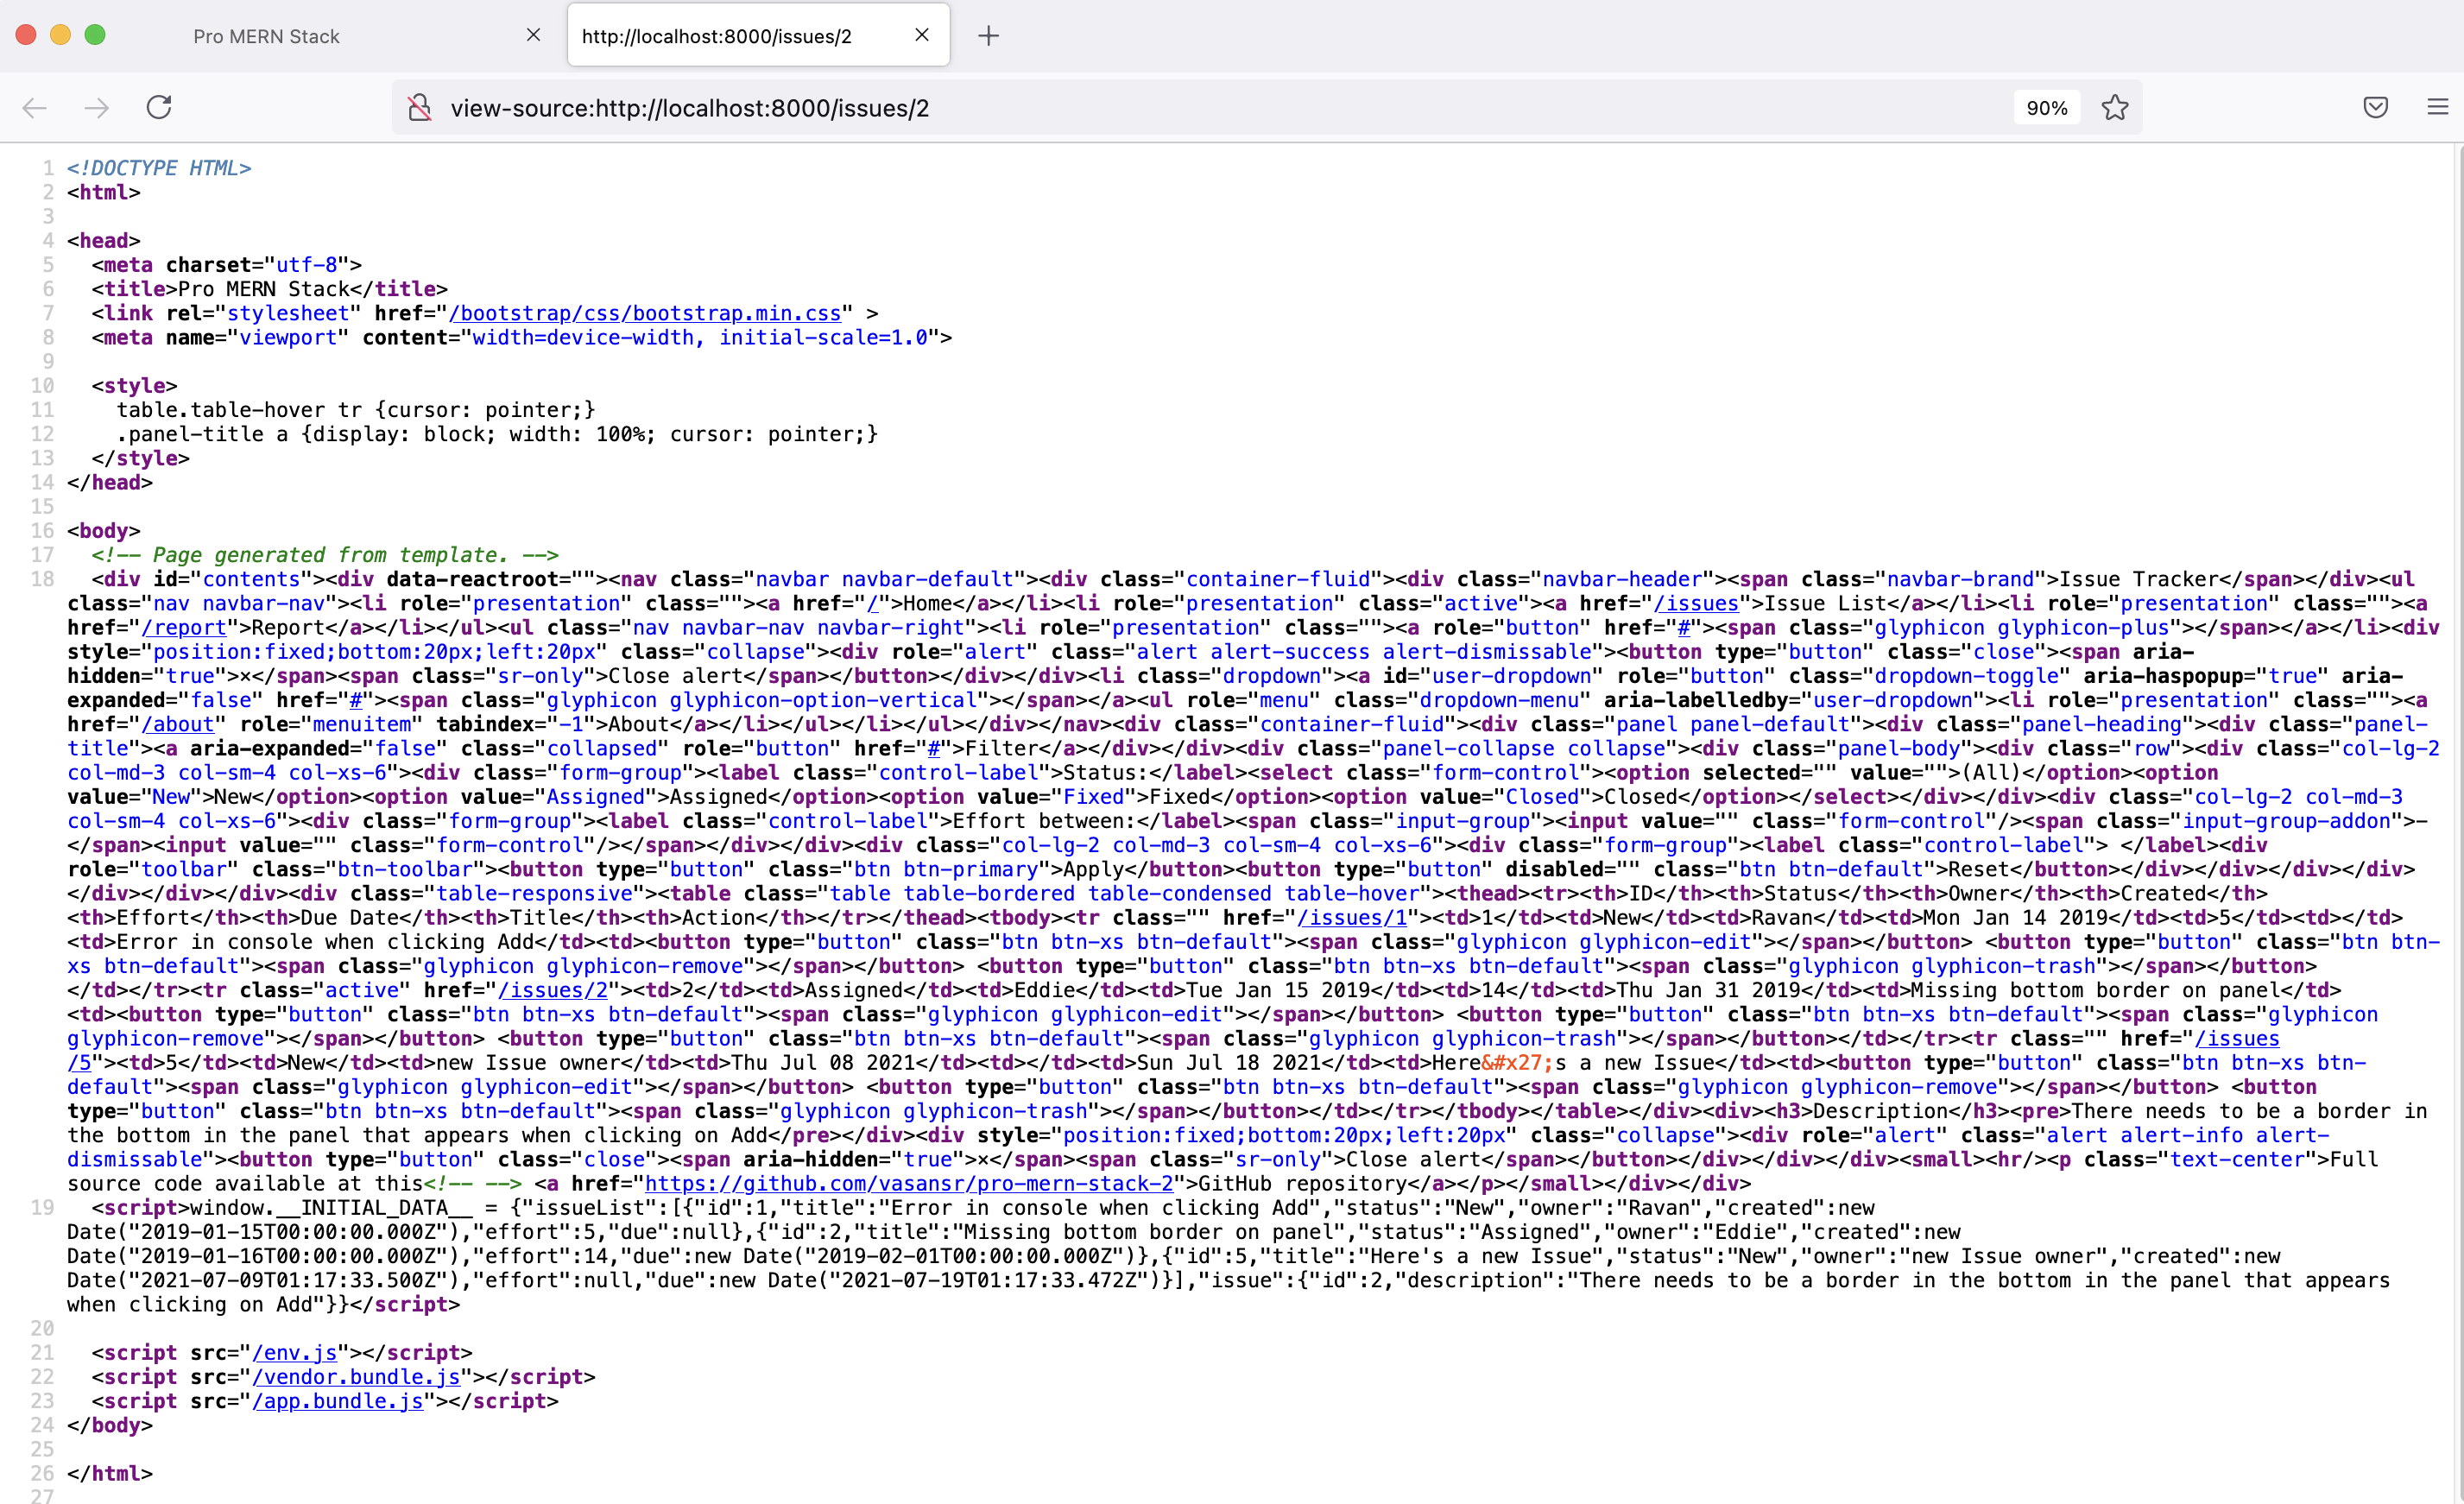 Pro MERN Stack
http://localhost:8000/issues/2
view-source:http://localhost:8000/issues/2
90%
1 <!DOCTYPE HTML>
2 <html>
3
4 <head>
5 <meta charset="utf-8">
6 <title>Pro MERN Stack</title>
7 <link rel="stylesheet" href="/bootstrap/css/bootstrap.min.css" >
8 <meta name="viewport" content="width=device-width, initial-scale=1.0">
9
10 <style>
11 table.table-hover tr {cursor: pointer;}
12 .panel-title a {display: block; width: 100%; cursor: pointer;}
13 </style>
14 </head>
15
16 <body>
17 <!-- Page generated from template. -->
18 <div id="contents"><div data-reactroot=""><nav class="navbar navbar-default"><div class="container-fluid"><div class="navbar-header"><span class="navbar-brand">Issue Tracker</span></div><ul
class="nav navbar-nav"><li role="presentation" class=""><a href="/">Home</a></li><li role="presentation" class="active"><a href="/issues">Issue List</a></li><li role="presentation" class=""><a
href="/report">Report</a></li></ul><ul class="nav navbar-nav navbar-right"><li role="presentation" class=""><a role="button" href="#"><span class="glyphicon glyphicon-plus"></span></a></li><div
style="position:fixed;bottom:20px;left:20px" class="collapse"><div role="alert" class="alert alert-success alert-dismissable"><button type="button" class="close"><span aria-
hidden="true">×</span><span class="sr-only">Close alert</span></button></div></div><li class="dropdown"><a id="user-dropdown" role="button" class="dropdown-toggle" aria-haspopup="true" aria-
expanded="false" href="#"><span class="glyphicon glyphicon-option-vertical"></span></a><ul role="menu" class="dropdown-menu" aria-labelledby="user-dropdown"><li role="presentation" class=""><a
href="/about" role="menuitem" tabindex="-1">About</a></li></ul></li></ul></div></nav><div class="container-fluid"><div class="panel panel-default"><div class="panel-heading"><div class="panel-
title"><a aria-expanded="false" class="collapsed" role="button" href="#">Filter</a></div></div><div class="panel-collapse collapse"><div class="panel-body"><div class="row"><div class="col-lg-2
col-md-3 col-sm-4 col-xs-6"><div class="form-group"><label class="control-label">Status:</label><select class="form-control"><option selected="" value="">(All)</option><option
value="New">New</option><option value="Assigned">Assigned</option><option value="Fixed">Fixed</option><option value="Closed">Closed</option></select></div></div><div class="col-lg-2 col-md-3
col-sm-4 col-xs-6"><div class="form-group"><label class="control-label">Effort between:</label><span class="input-group"><input value="" class="form-control"/><span class="input-group-addon">-
</span><input value="" class="form-control"/></span></div></div><div class="col-lg-2 col-md-3 col-sm-4 col-xs-6"><div class="form-group"><label class="control-label"> </label><div
role="toolbar" class="btn-toolbar"><button type="button" class="btn btn-primary">Apply</button><button type="button" disabled="" class="btn btn-default">Reset</button></div></div></div></div>
</div></div></div><div class="table-responsive"><table class="table table-bordered table-condensed table-hover"><thead><tr><th>ID</th><th>Status</th><th>Owner</th><th>Created</th>
<th>Effort</th><th>Due Date</th><th>Title</th><th>Action</th></tr></thead><tbody><tr class="" href="/issues/1"><td>1</td><td>New</td><td>Ravan</td><td>Mon Jan 14 2019</td><td>5</td><td></td>
<td>Error in console when clicking Add</td><td><button type="button" class="btn btn-xs btn-default"><span class="glyphicon glyphicon-edit"></span></button> <button type="button" class="btn btn-
xs btn-default"><span class="glyphicon glyphicon-remove"></span></button> <button type="button" class="btn btn-xs btn-default"><span class="glyphicon glyphicon-trash"></span></button>
</td></tr><tr class="active" href="/issues/2"><td>2</td><td>Assigned</td><td>Eddie</td><td>Tue Jan 15 2019</td><td>14</td><td>Thu Jan 31 2019</td><td>Missing bottom border on panel</td>
<td><button type="button" class="btn btn-xs btn-default"><span class="glyphicon glyphicon-edit"></span></button> <button type="button" class="btn btn-xs btn-default"><span class="glyphicon
glyphicon-remove"></span></button> <button type="button" class="btn btn-xs btn-default"><span class="glyphicon glyphicon-trash"></span></button></td></tr><tr class="" href="/issues
/5"><td>5</td><td>New</td><td>new Issue owner</td><td>Thu Jul 08 2021</td><td></td><td>Sun Jul 18 2021</td><td>Here&#x27;s a new Issue</td><td><button type="button" class="btn btn-xs btn-
default"><span class="glyphicon glyphicon-edit"></span></button> <button type="button" class="btn btn-xs btn-default"><span class="glyphicon glyphicon-remove"></span></button> <button
type="button" class="btn btn-xs btn-default"><span class="glyphicon glyphicon-trash"></span></button></td></tr></tbody></table></div><div><h3>Description</h3><pre>There needs to be a border in
the bottom in the panel that appears when clicking on Add</pre></div><div style="position:fixed;bottom:20px;left:20px" class="collapse"><div role="alert" class="alert alert-info alert-
dismissable"><button type="button" class="close"><span aria-hidden="true">×</span><span class="sr-only">Close alert</span></button></div></div></div><small><hr/><p class="text-center">Full
source code available at this<!-- --> <a href="https://github.com/vasansr/pro-mern-stack-2">GitHub repository</a></p></small></div></div>
19 <script>window.__INITIAL_DATA__ = {"issueList":[{"id":1,"title":"Error in console when clicking Add","status":"New","owner":"Ravan","created":new
Date("2019-01-15T00:00:00.000Z"),"effort":5,"due":null},{"id":2,"title":"Missing bottom border on panel","status":"Assigned","owner":"Eddie","created":new
Date("2019-01-16T00:00:00.000Z"),"effort":14,"due":new Date("2019-02-01T00:00:00.000Z")},{"id":5,"title":"Here's a new Issue","status":"New","owner":"new Issue owner","created":new
Date("2021-07-09T01:17:33.500Z"),"effort":null,"due":new Date("2021-07-19T01:17:33.472Z")}],"issue":{"id":2,"description":"There needs to be a border in the bottom in the panel that appears
when clicking on Add"}}</script>
20
21 <script src="/env.js"></script>
22 <script src="/vendor.bundle.js"></script>
23 <script src="/app.bundle.js"></script>
24 </body>
25
26 </html>
27